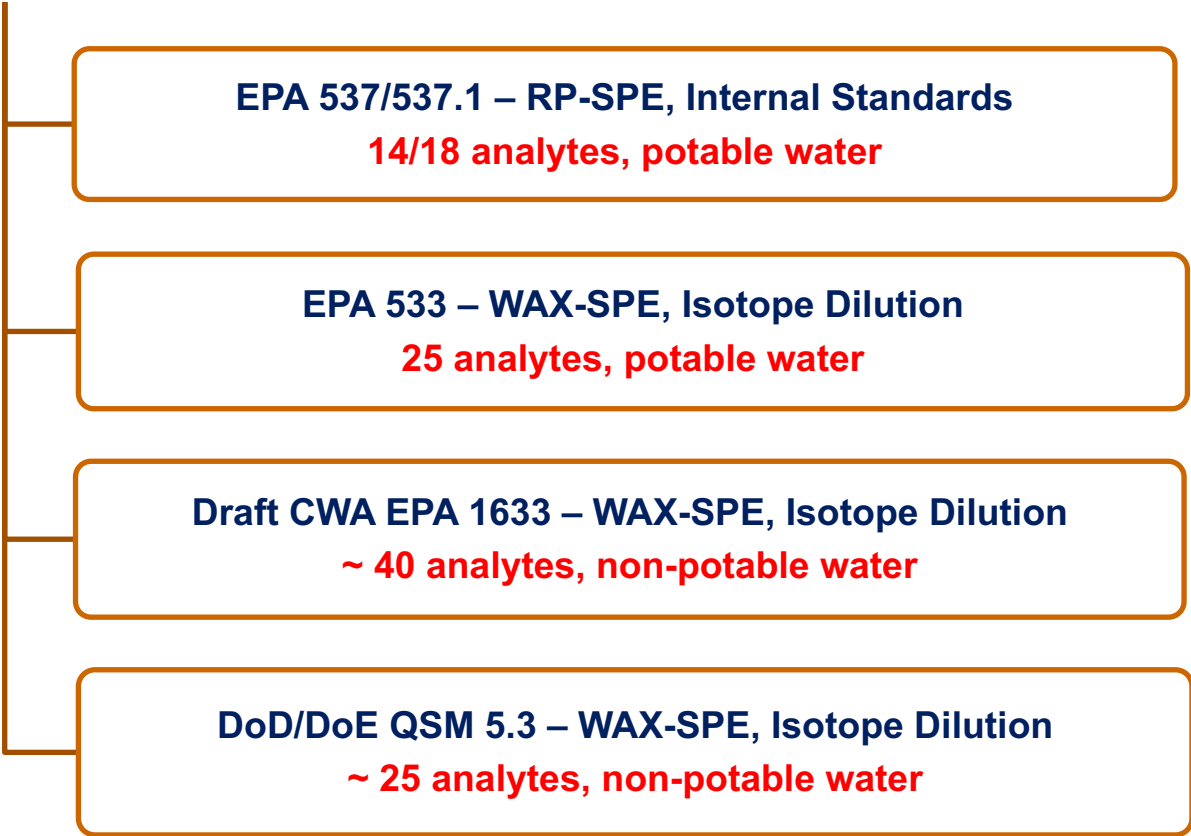 EPA 537/537.1 – RP-SPE, Internal Standards
14/18 analytes, potable water
EPA 533 – WAX-SPE, Isotope Dilution
25 analytes, potable water
Draft CWA EPA 1633 – WAX-SPE, Isotope Dilution
~ 40 analytes, non-potable water
DoD/DoE QSM 5.3 – WAX-SPE, Isotope Dilution
~ 25 analytes, non-potable water